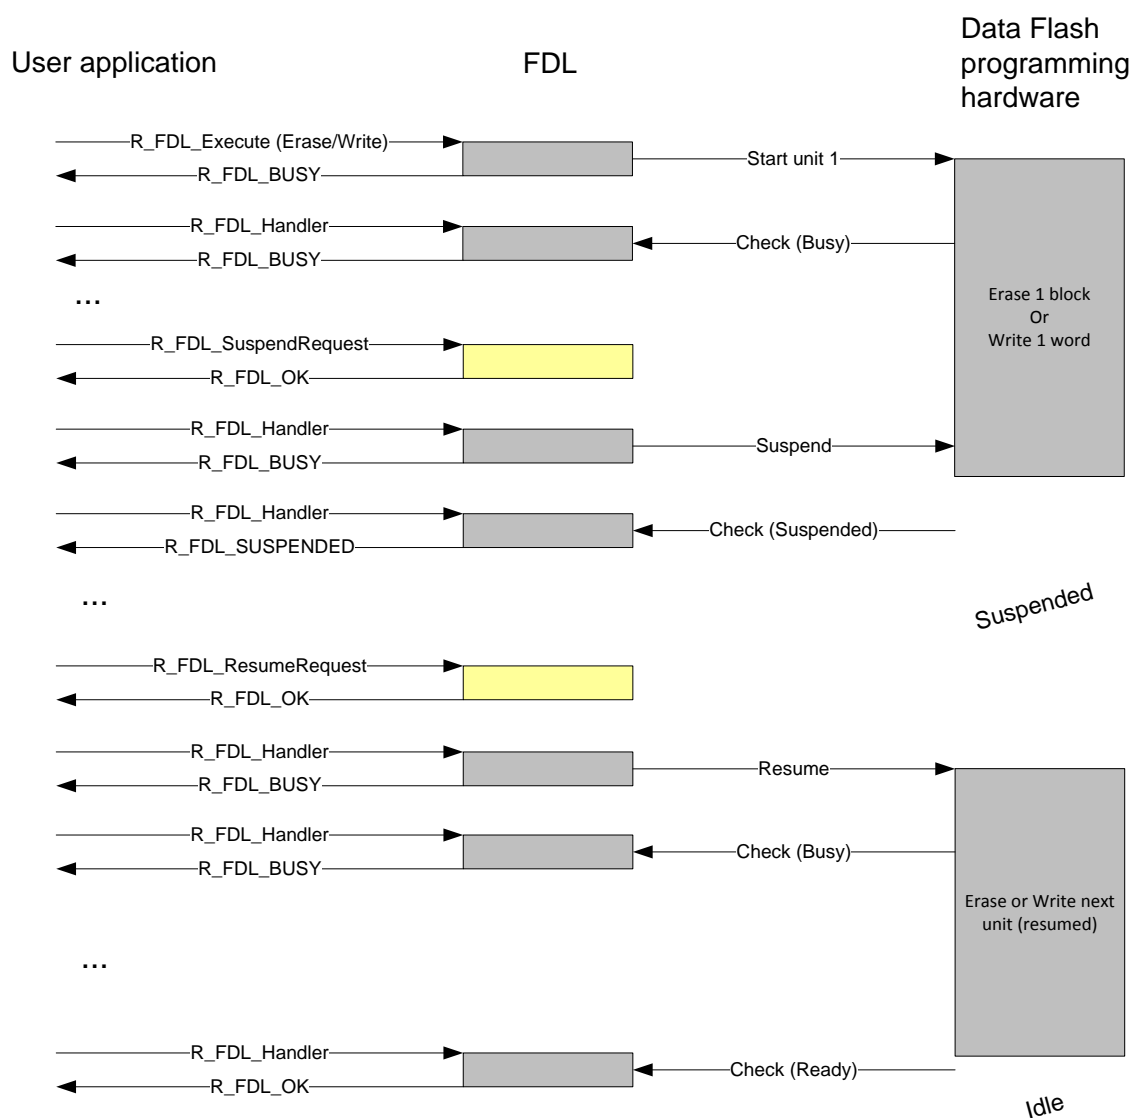 User application
FDL
Data Flash
programming
hardware
R_FDL_Execute (Erase/Write)
Start unit 1
R_FDL_BUSY
R_FDL_Handler
Check (Busy)
R_FDL_BUSY
...
Erase 1 block
Or
Write 1 word
R_FDL_SuspendRequest
R_FDL_OK
R_FDL_Handler
Suspend
R_FDL_BUSY
R_FDL_Handler
Check (Suspended)
R_FDL_SUSPENDED
...
Suspended
R_FDL_ResumeRequest
R_FDL_OK
R_FDL_Handler
Resume
R_FDL_BUSY
R_FDL_Handler
Check (Busy)
R_FDL_BUSY
Erase or Write next
unit (resumed)
...
R_FDL_Handler
Check (Ready)
R_FDL_OK
Idle